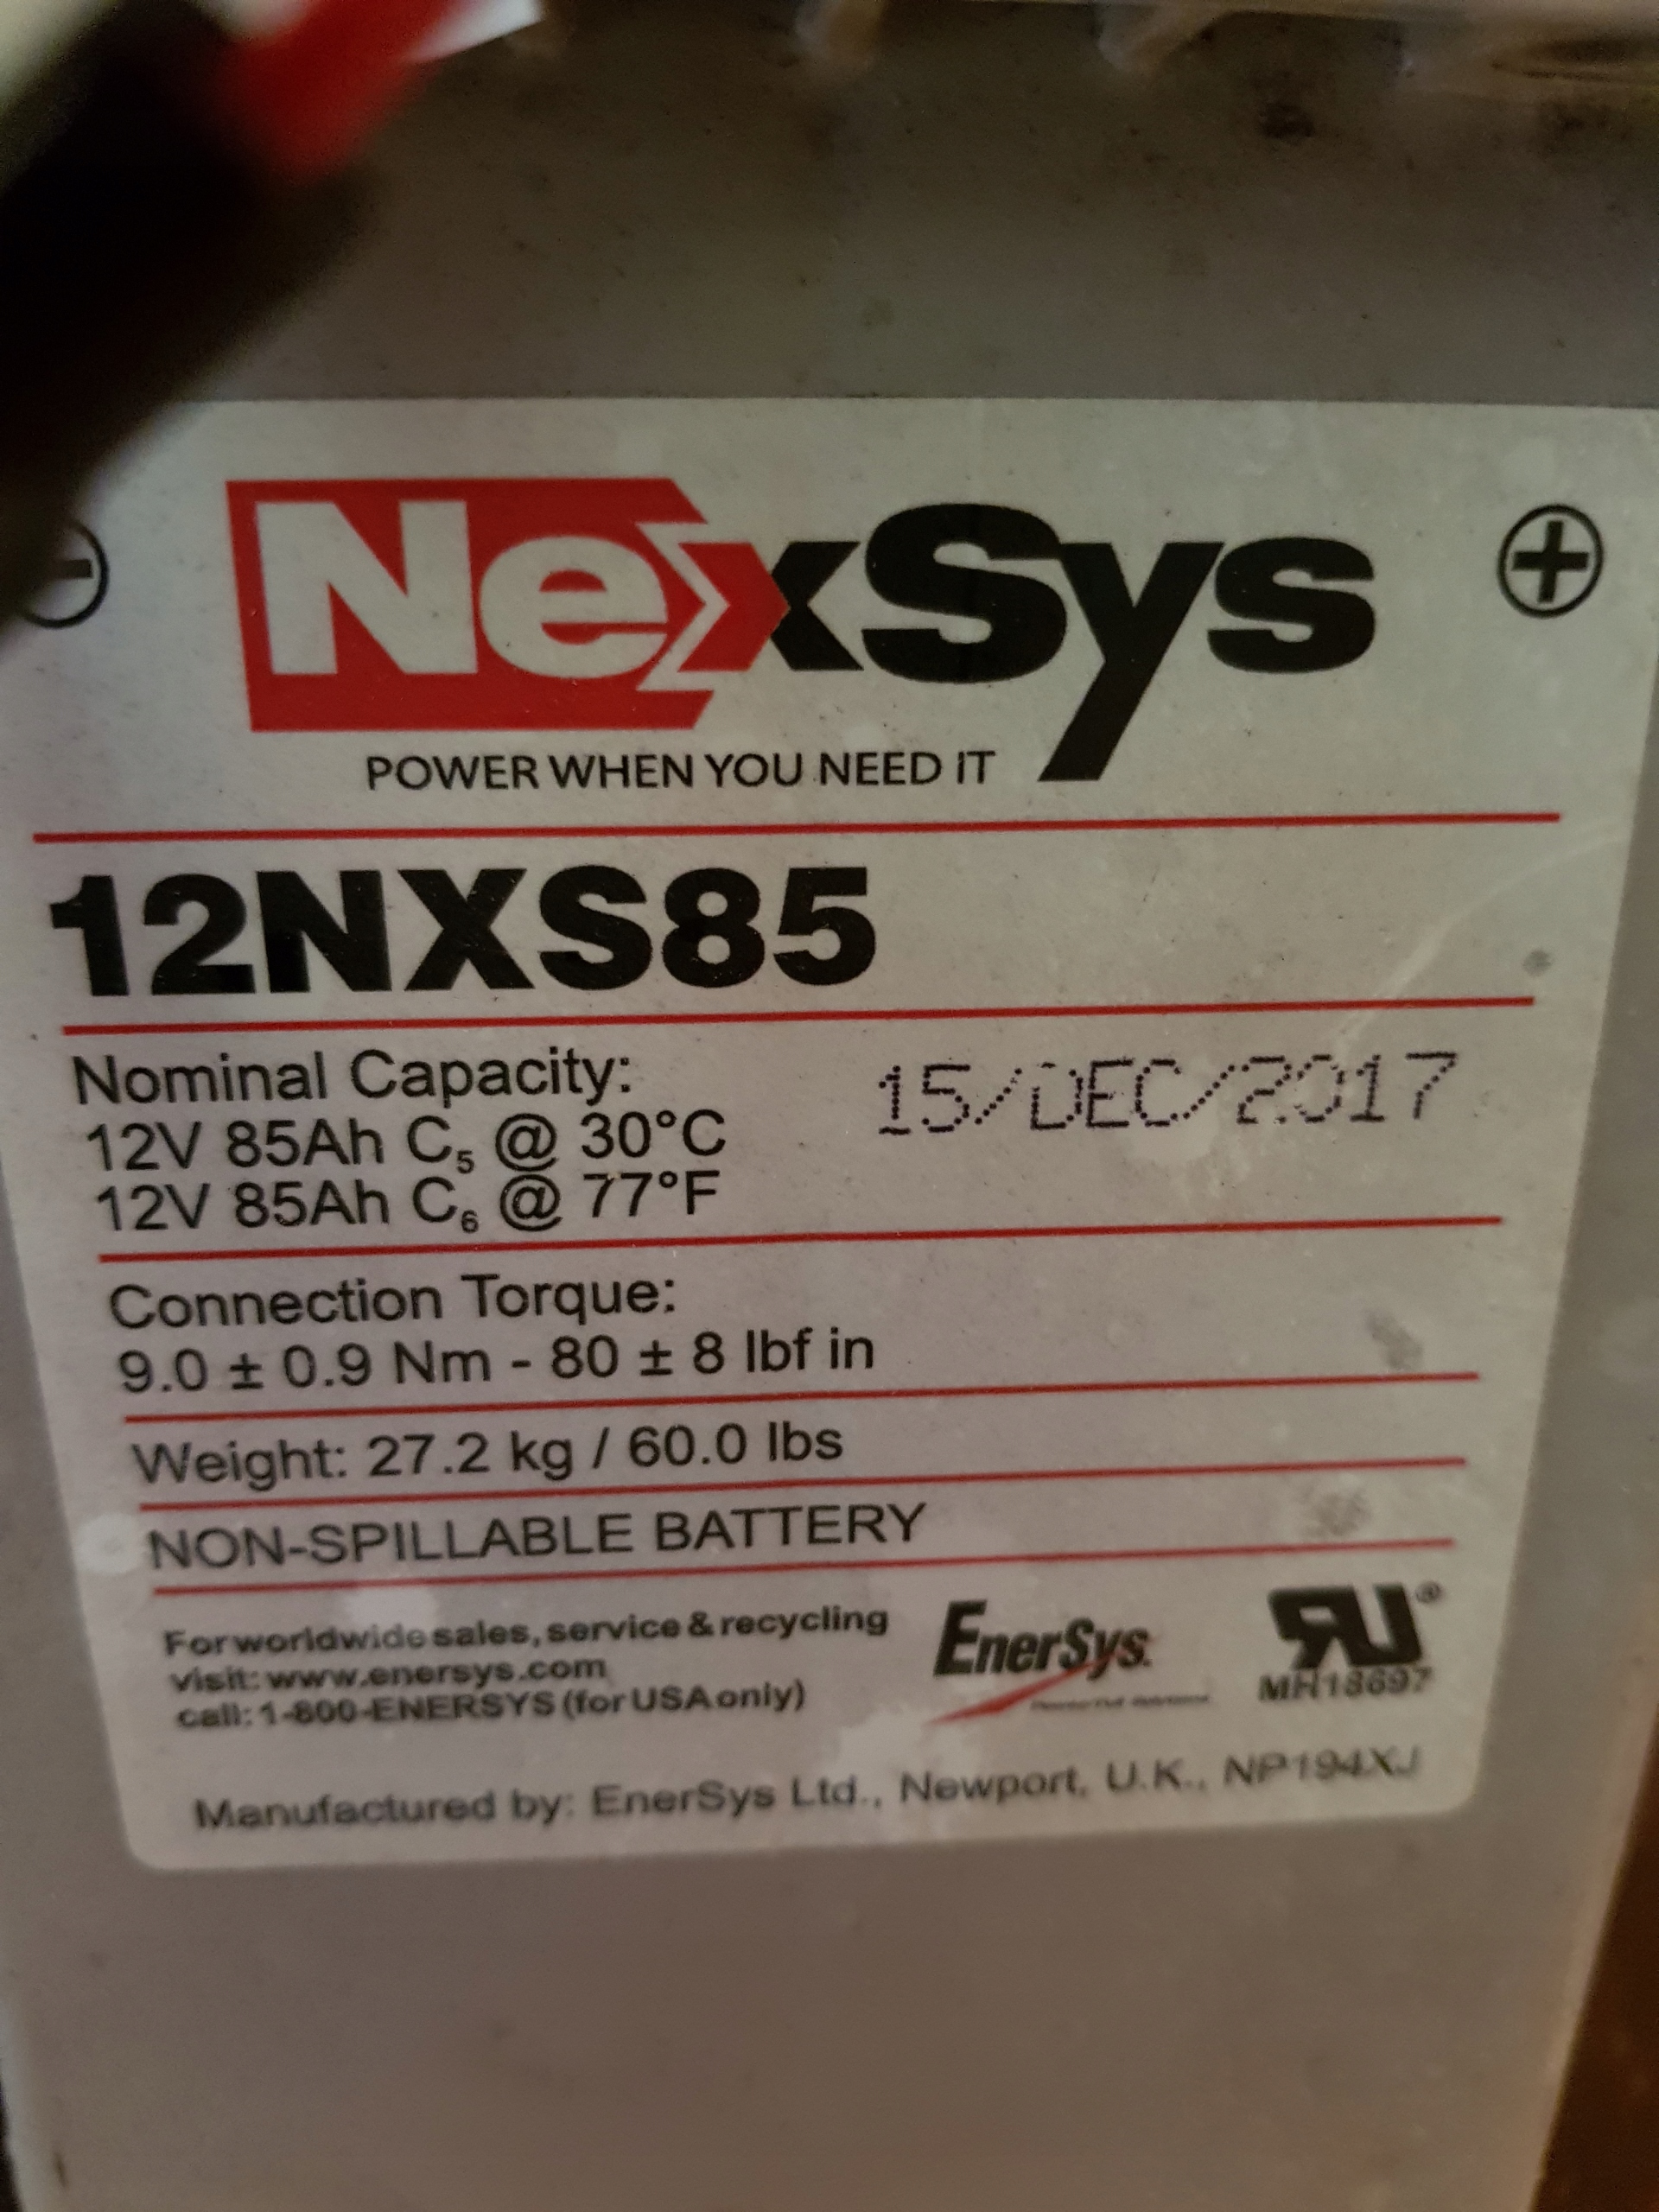 NexSys
POWER WHEN YOU NEED IT
12NXS85
Nominal Capacity:
12V 85Ah C₅ @ 30°C
12V 85Ah C₆ @ 77°F
15/DEC/2017
Connection Torque:
9.0 ± 0.9 Nm - 80 ± 8 lbf in
Weight: 27.2 kg / 60.0 lbs
NON-SPILLABLE BATTERY
For worldwide sales, service & recycling
visit: www.enersys.com
call: 1-800-ENERSYS (for USA only)
EnerSys.
RU®
MH18697
Manufactured by: EnerSys Ltd., Newport, U.K., NP194XJ